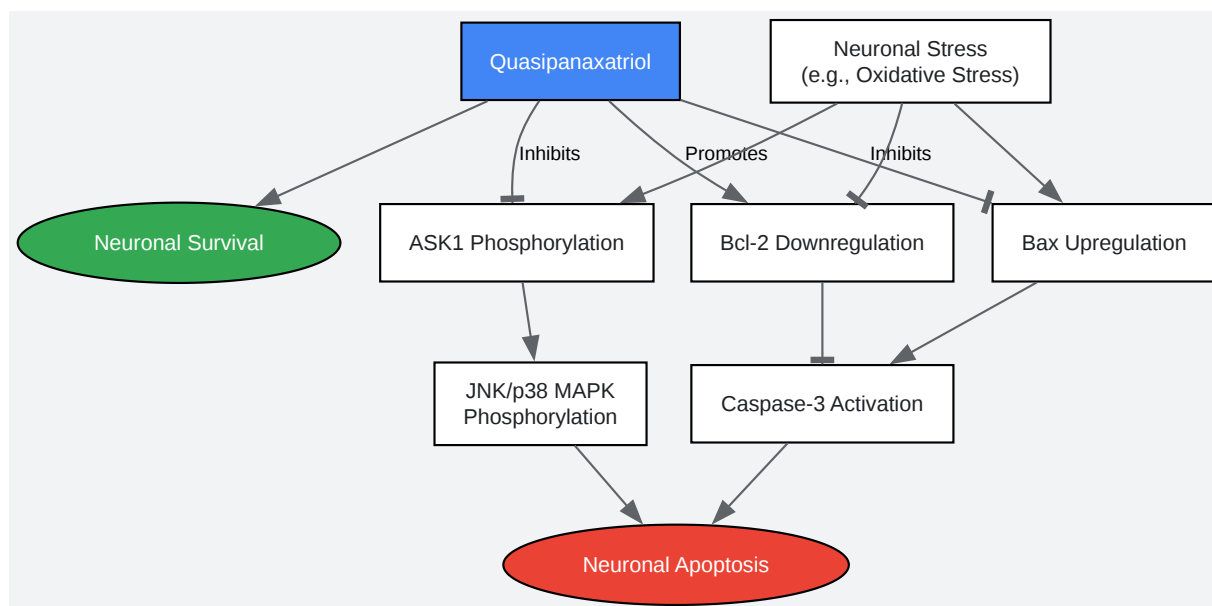 Quasipanaxatriol
Neuronal Stress
(e.g., Oxidative Stress)
Inhibits
Promotes
Inhibits
Neuronal Survival
ASK1 Phosphorylation
Bcl-2 Downregulation
Bax Upregulation
JNK/p38 MAPK
Phosphorylation
Caspase-3 Activation
Neuronal Apoptosis